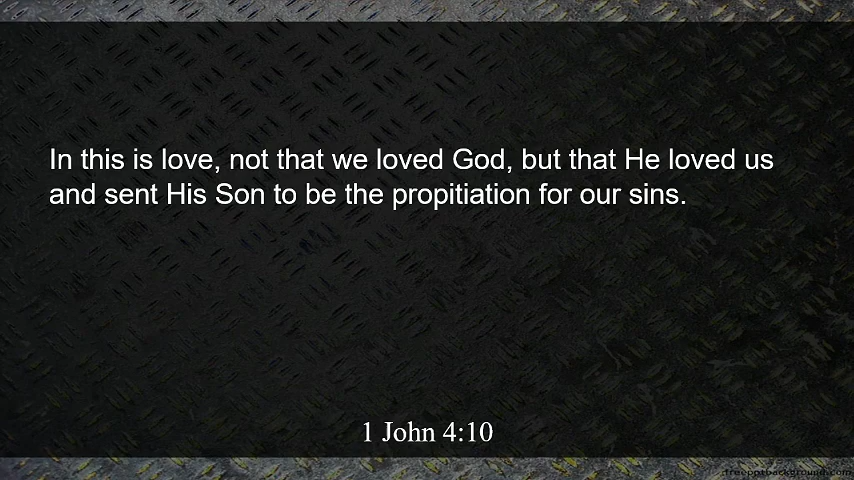 In this is love, not that we loved God, but that He loved us
and sent His Son to be the propitiation for our sins.
1 John 4:10
freepptbackground.com